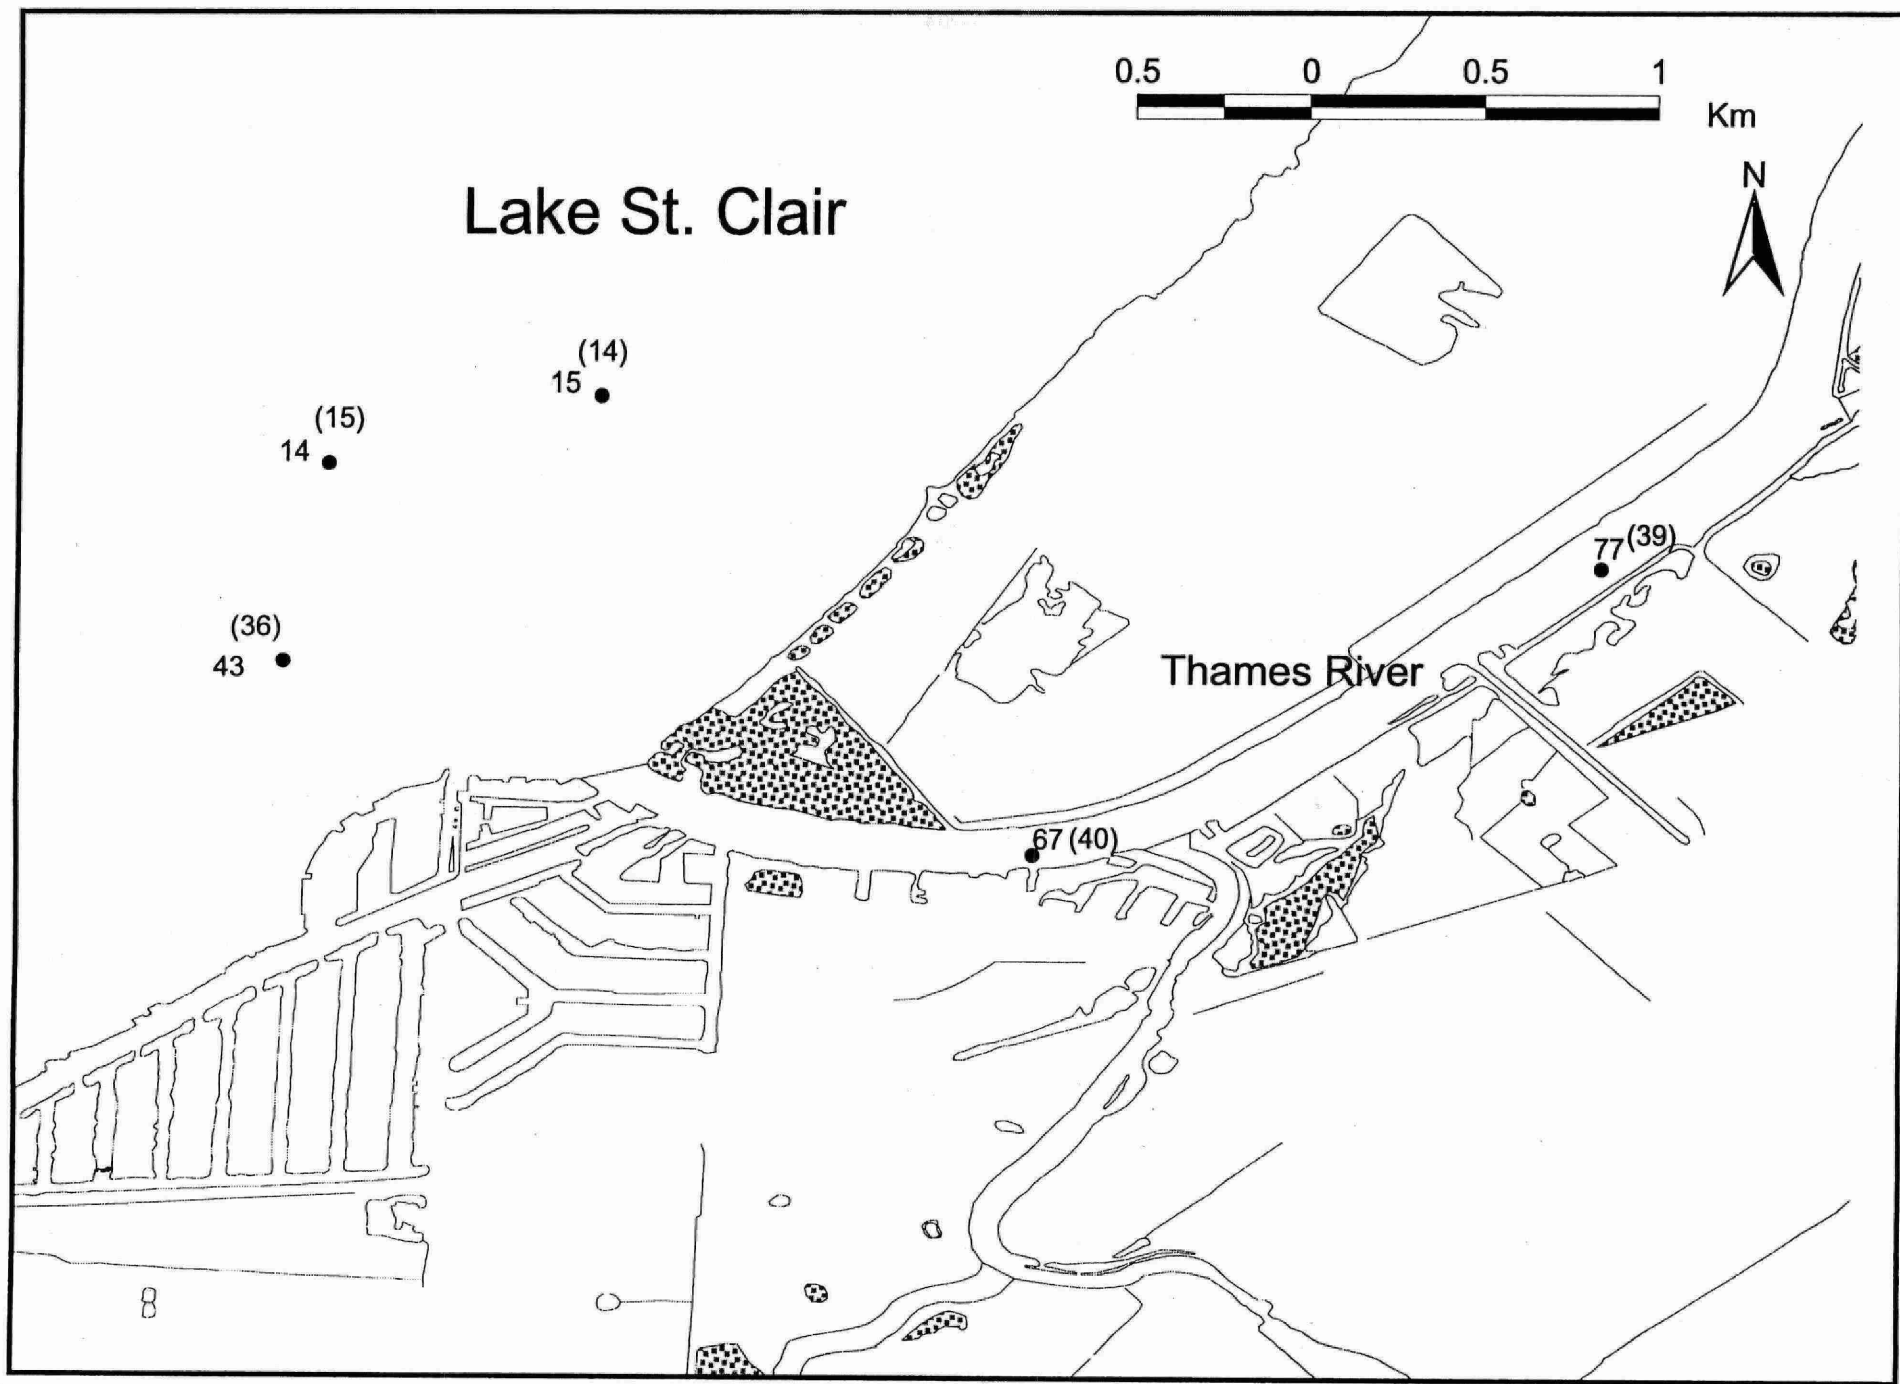 0.5 0 0.5 1
Km
N
Lake St. Clair
(14)
15
(15)
14
77 (39)
(36)
43
Thames River
67 (40)